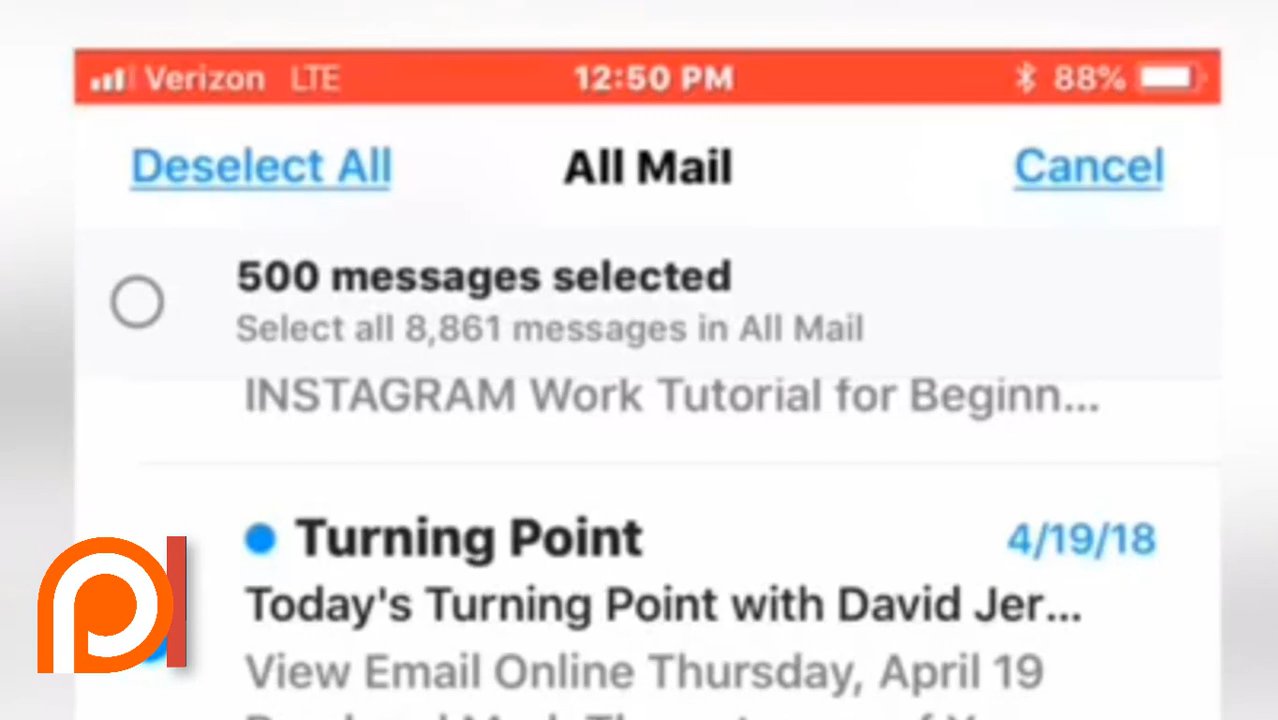 Verizon LTE 12:50 PM 88%
Deselect All All Mail Cancel
500 messages selected
Select all 8,861 messages in All Mail
INSTAGRAM Work Tutorial for Beginn...
Turning Point 4/19/18
Today's Turning Point with David Jer...
View Email Online Thursday, April 19